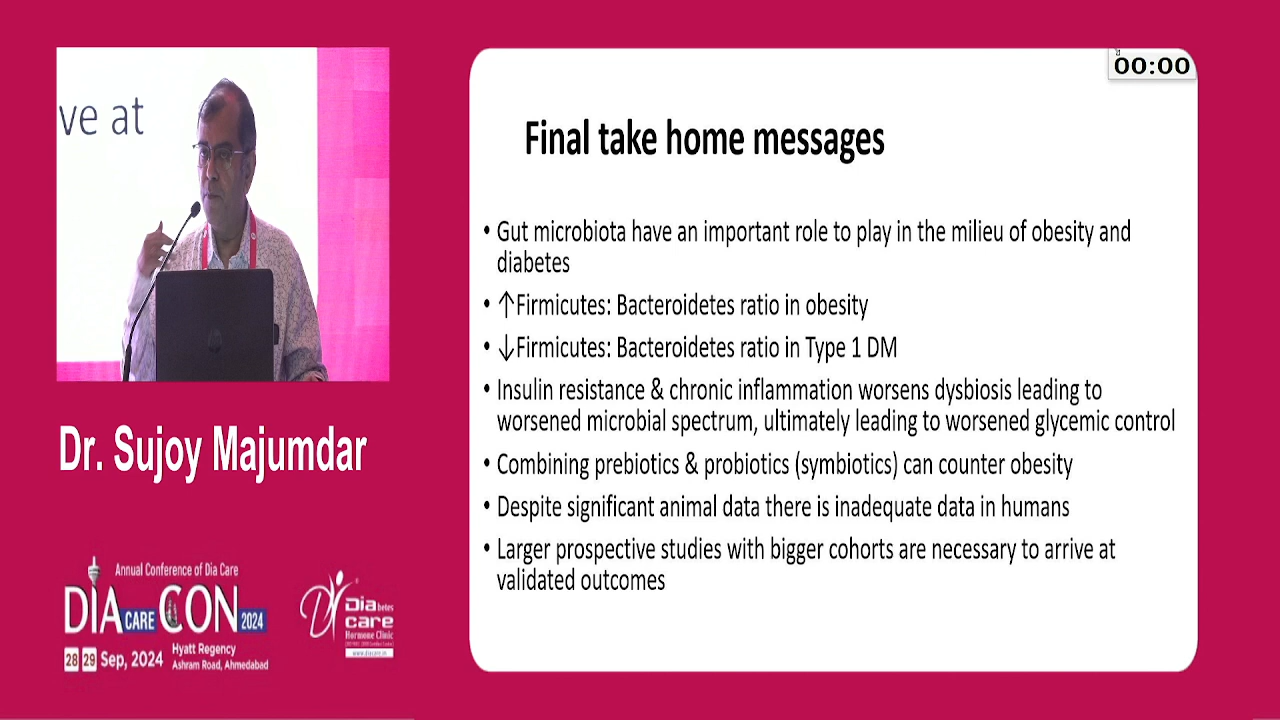 ve at
00:00
Final take home messages
• Gut microbiota have an important role to play in the milieu of obesity and
diabetes
• ↑Firmicutes: Bacteroidetes ratio in obesity
• ↓Firmicutes: Bacteroidetes ratio in Type 1 DM
• Insulin resistance & chronic inflammation worsens dysbiosis leading to
worsened microbial spectrum, ultimately leading to worsened glycemic control
• Combining prebiotics & probiotics (symbiotics) can counter obesity
• Despite significant animal data there is inadequate data in humans
• Larger prospective studies with bigger cohorts are necessary to arrive at
validated outcomes
Dr. Sujoy Majumdar
Annual Conference of Dia Care
DIA CARE CON 2024
28 29 Sep, 2024
Hyatt Regency
Ashram Road, Ahmedabad
Diabetes
care
Hormone Clinic
www.diacare.in